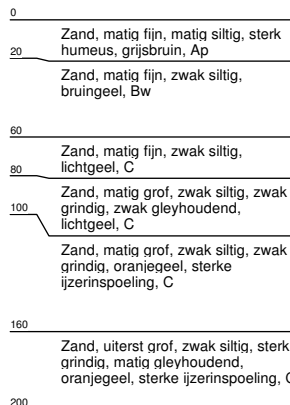 0
Zand, matig fijn, matig siltig, sterk
humeus, grijsbruin, Ap
20
Zand, matig fijn, zwak siltig,
bruingeel, Bw
60
Zand, matig fijn, zwak siltig,
lichtgeel, C
80
Zand, matig grof, zwak siltig, zwak
grindig, zwak gleyhoudend,
lichtgeel, C
100
Zand, matig grof, zwak siltig, zwak
grindig, oranjegeel, sterke
ijzerinspoeling, C
160
Zand, uiterst grof, zwak siltig, sterk
grindig, matig gleyhoudend,
oranjegeel, sterke ijzerinspoeling, C
200